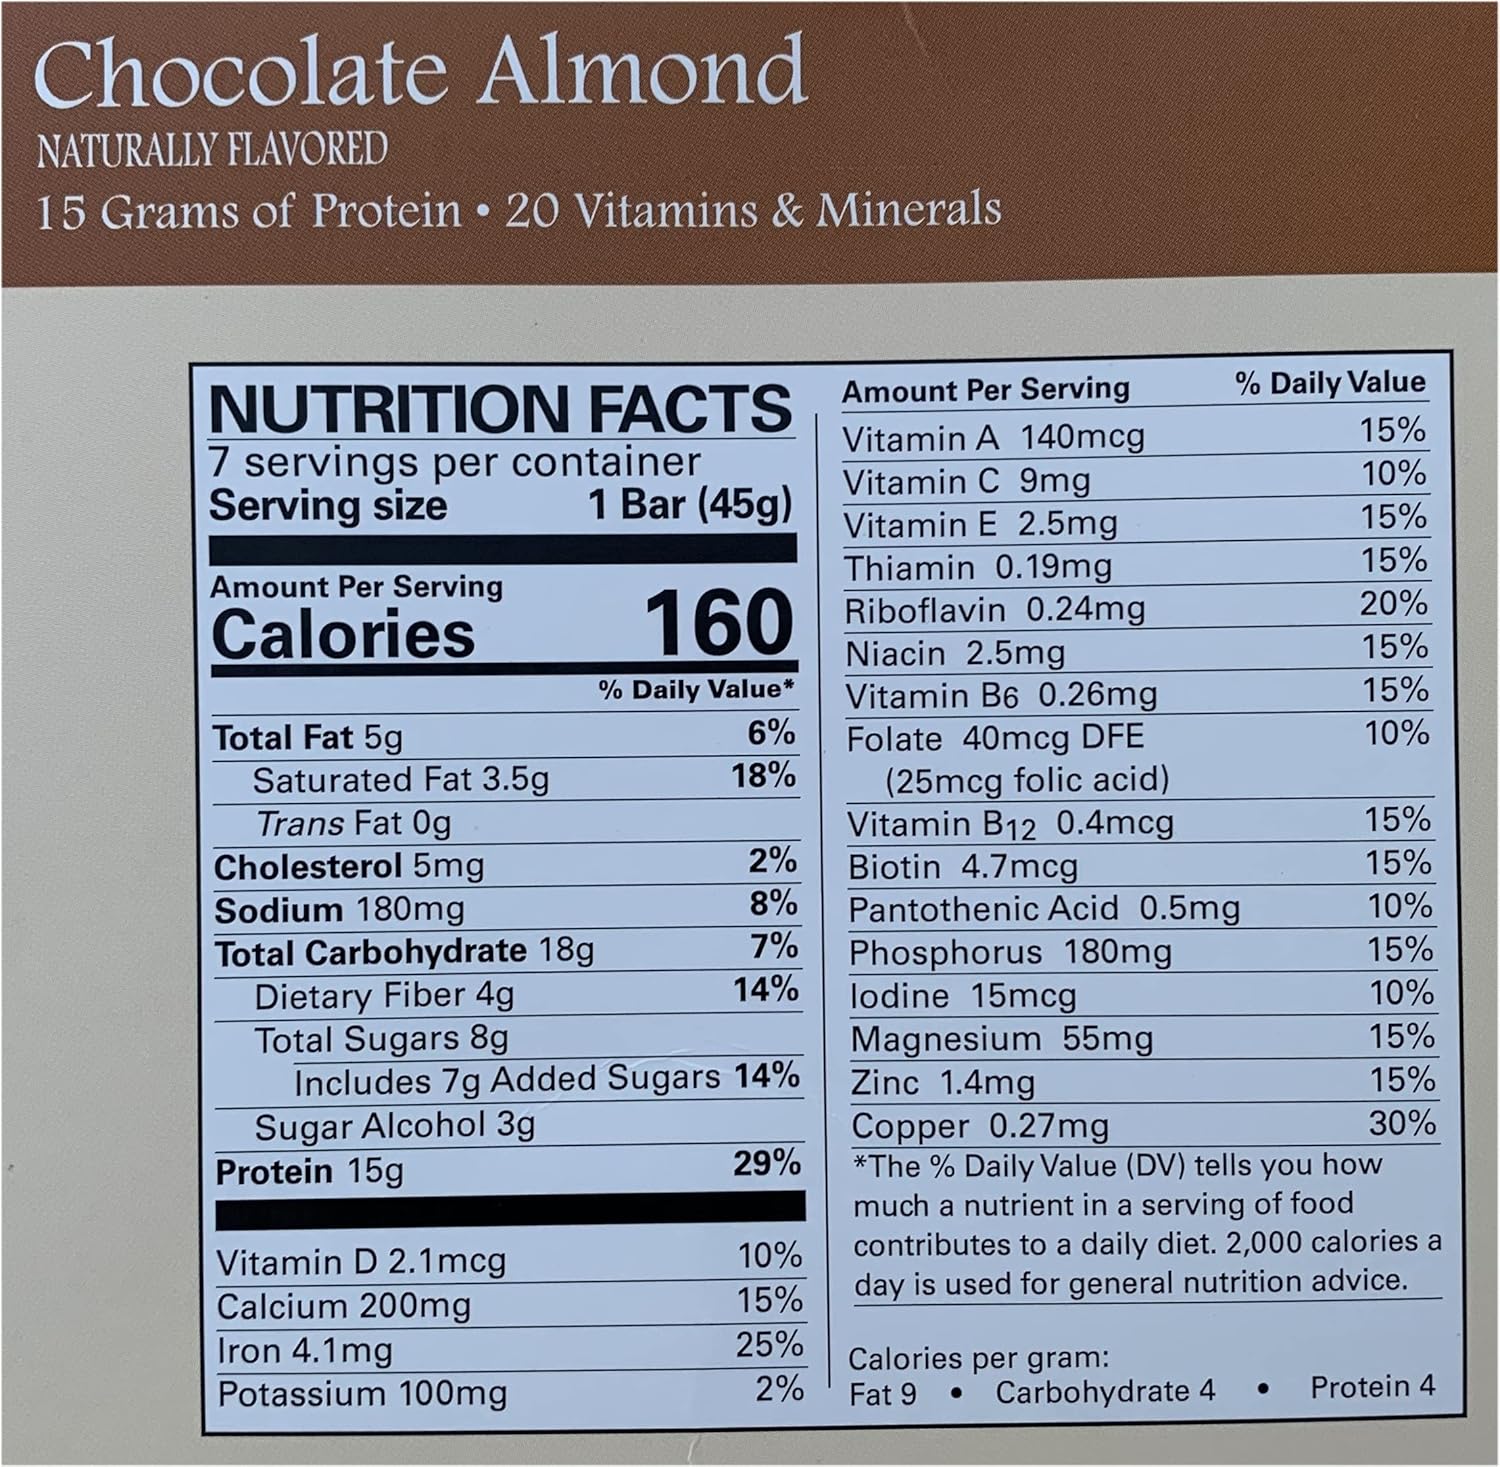 Chocolate Almond
NATURALLY FLAVORED
15 Grams of Protein • 20 Vitamins & Minerals
NUTRITION FACTS
7 servings per container
Serving size 1 Bar (45g)
Amount Per Serving
Calories 160
% Daily Value*
Total Fat 5g 6%
Saturated Fat 3.5g 18%
Trans Fat 0g
Cholesterol 5mg 2%
Sodium 180mg 8%
Total Carbohydrate 18g 7%
Dietary Fiber 4g 14%
Total Sugars 8g
Includes 7g Added Sugars 14%
Sugar Alcohol 3g
Protein 15g 29%
Vitamin D 2.1mcg 10%
Calcium 200mg 15%
Iron 4.1mg 25%
Potassium 100mg 2%
Amount Per Serving % Daily Value
Vitamin A 140mcg 15%
Vitamin C 9mg 10%
Vitamin E 2.5mg 15%
Thiamin 0.19mg 15%
Riboflavin 0.24mg 20%
Niacin 2.5mg 15%
Vitamin B6 0.26mg 15%
Folate 40mcg DFE 10%
(25mcg folic acid)
Vitamin B12 0.4mcg 15%
Biotin 4.7mcg 15%
Pantothenic Acid 0.5mg 10%
Phosphorus 180mg 15%
Iodine 15mcg 10%
Magnesium 55mg 15%
Zinc 1.4mg 15%
Copper 0.27mg 30%
*The % Daily Value (DV) tells you how
much a nutrient in a serving of food
contributes to a daily diet. 2,000 calories a
day is used for general nutrition advice.
Calories per gram:
Fat 9 • Carbohydrate 4 • Protein 4